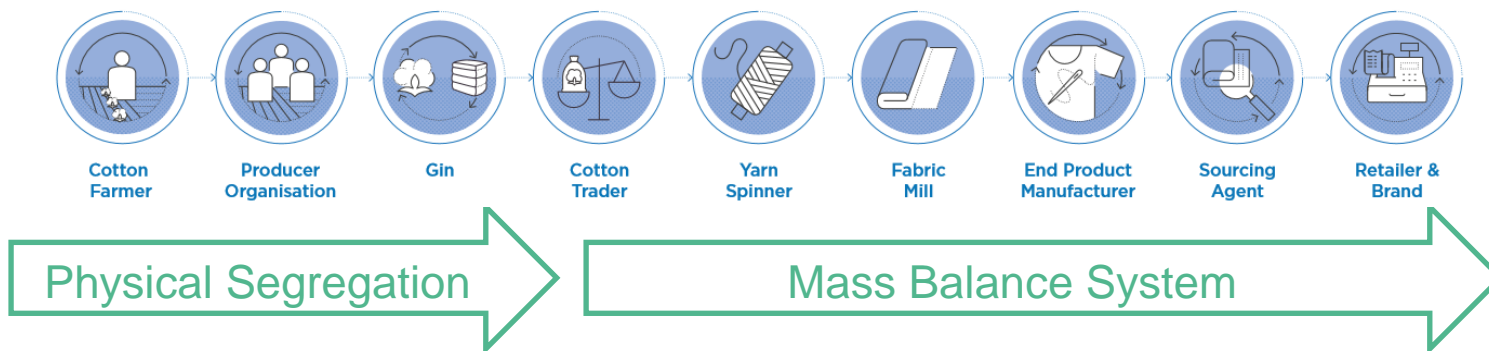 Cotton
Farmer
Producer
Organisation
Gin
Cotton
Trader
Yarn
Spinner
Fabric
Mill
End Product
Manufacturer
Sourcing
Agent
Retailer &
Brand
Physical Segregation
Mass Balance System